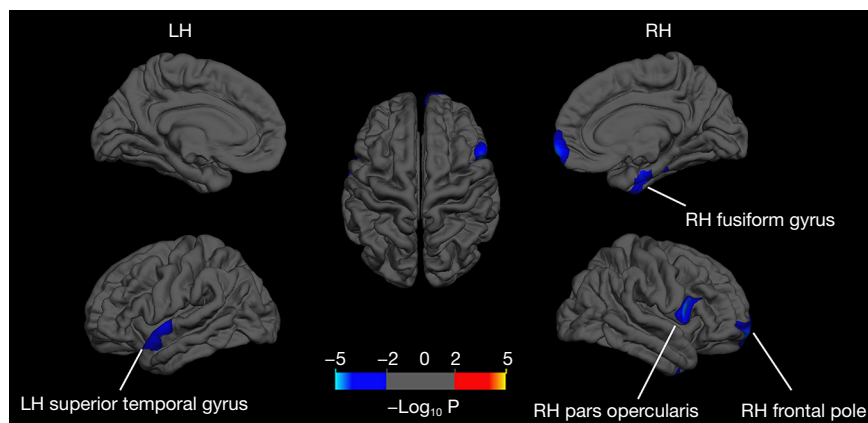 LH
RH
RH fusiform gyrus
−5 −2 0 2 5
−Log₁₀ P
LH superior temporal gyrus
RH pars opercularis
RH frontal pole